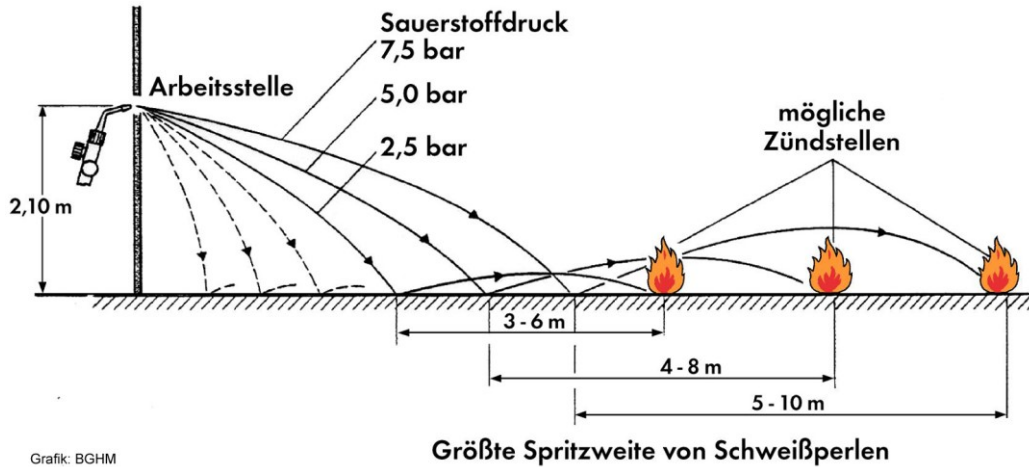 Sauerstoffdruck
7,5 bar
Arbeitsstelle
5,0 bar
2,5 bar
mögliche
Zündstellen
2,10 m
3 - 6 m
4 - 8 m
5 - 10 m
Größte Spritzweite von Schweißperlen
Grafik: BGHM